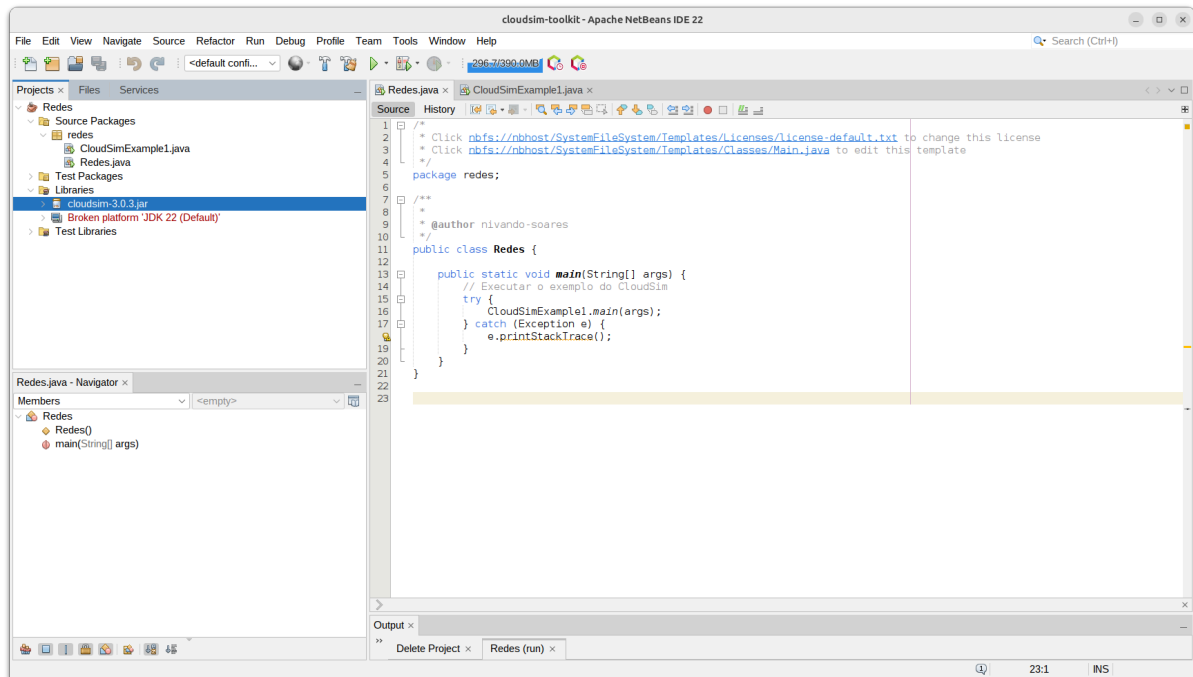 cloudsim-toolkit - Apache NetBeans IDE 22
File Edit View Navigate Source Refactor Run Debug Profile Team Tools Window Help
Search (Ctrl+I)
<default confi...
296.7/390.0MB
Projects × Files Services
Redes
Source Packages
redes
CloudSimExample1.java
Redes.java
Test Packages
Libraries
cloudsim-3.0.3.jar
Broken platform 'JDK 22 (Default)'
Test Libraries
Redes.java - Navigator ×
Members <empty>
Redes
Redes()
main(String[] args)
Redes.java × CloudSimExample1.java ×
Source History
1 /*
2 * Click nbfs://nbhost/SystemFileSystem/Templates/Licenses/license-default.txt to change this license
3 * Click nbfs://nbhost/SystemFileSystem/Templates/Classes/Main.java to edit this template
4 */
5 package redes;
6
7 /**
8 *
9 * @author nivando-soares
10 */
11 public class Redes {
12
13 public static void main(String[] args) {
14 // Executar o exemplo do CloudSim
15 try {
16 CloudSimExample1.main(args);
17 } catch (Exception e) {
e.printStackTrace();
19 }
20 }
21 }
22
23
Output ×
Delete Project × Redes (run) ×
1 23:1 INS